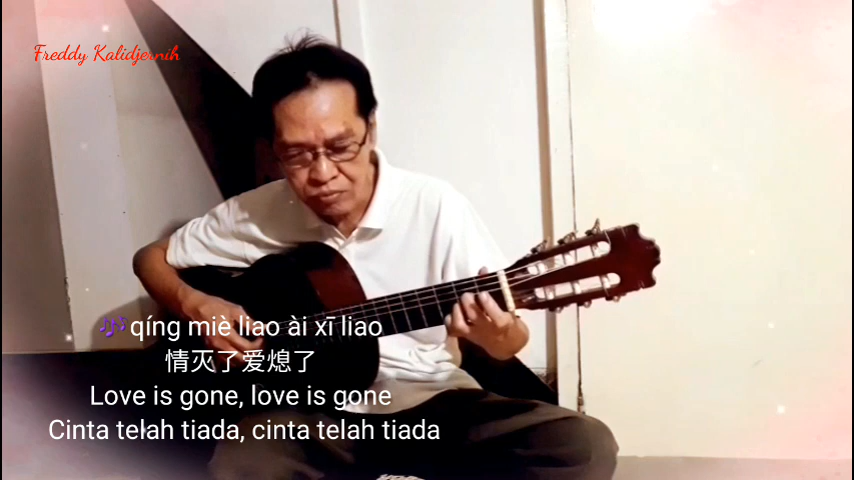 Freddy Kalidjernih
🎶qíng miè liao ài xī liao
情灭了爱熄了
Love is gone, love is gone
Cinta telah tiada, cinta telah tiada